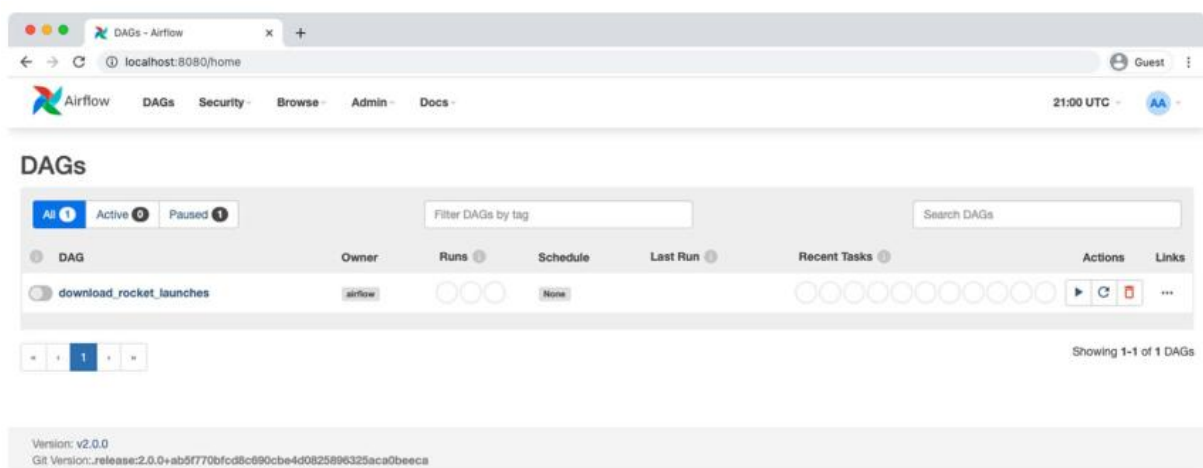 DAGs - Airflow
localhost:8080/home
Guest
Airflow DAGs Security Browse Admin Docs 21:00 UTC AA
DAGs
All 1 Active 0 Paused 1 Filter DAGs by tag Search DAGs
DAG Owner Runs Schedule Last Run Recent Tasks Actions Links
download_rocket_launches airflow None
« ‹ 1 › » Showing 1-1 of 1 DAGs
Version: v2.0.0
Git Version:.release:2.0.0+ab5f770bfcd8c690cbe4d0825896325aca0beeca